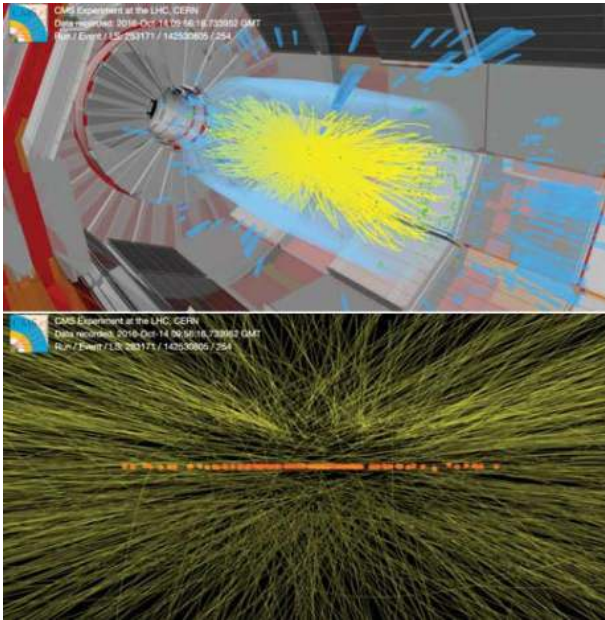 CMS Experiment at the LHC, CERN
Data recorded: 2016-Oct-14 09:56:16.733952 GMT
Run / Event / LS: 283171 / 142530805 / 254
CMS Experiment at the LHC, CERN
Data recorded: 2016-Oct-14 09:56:16.733952 GMT
Run / Event / LS: 283171 / 142530805 / 254